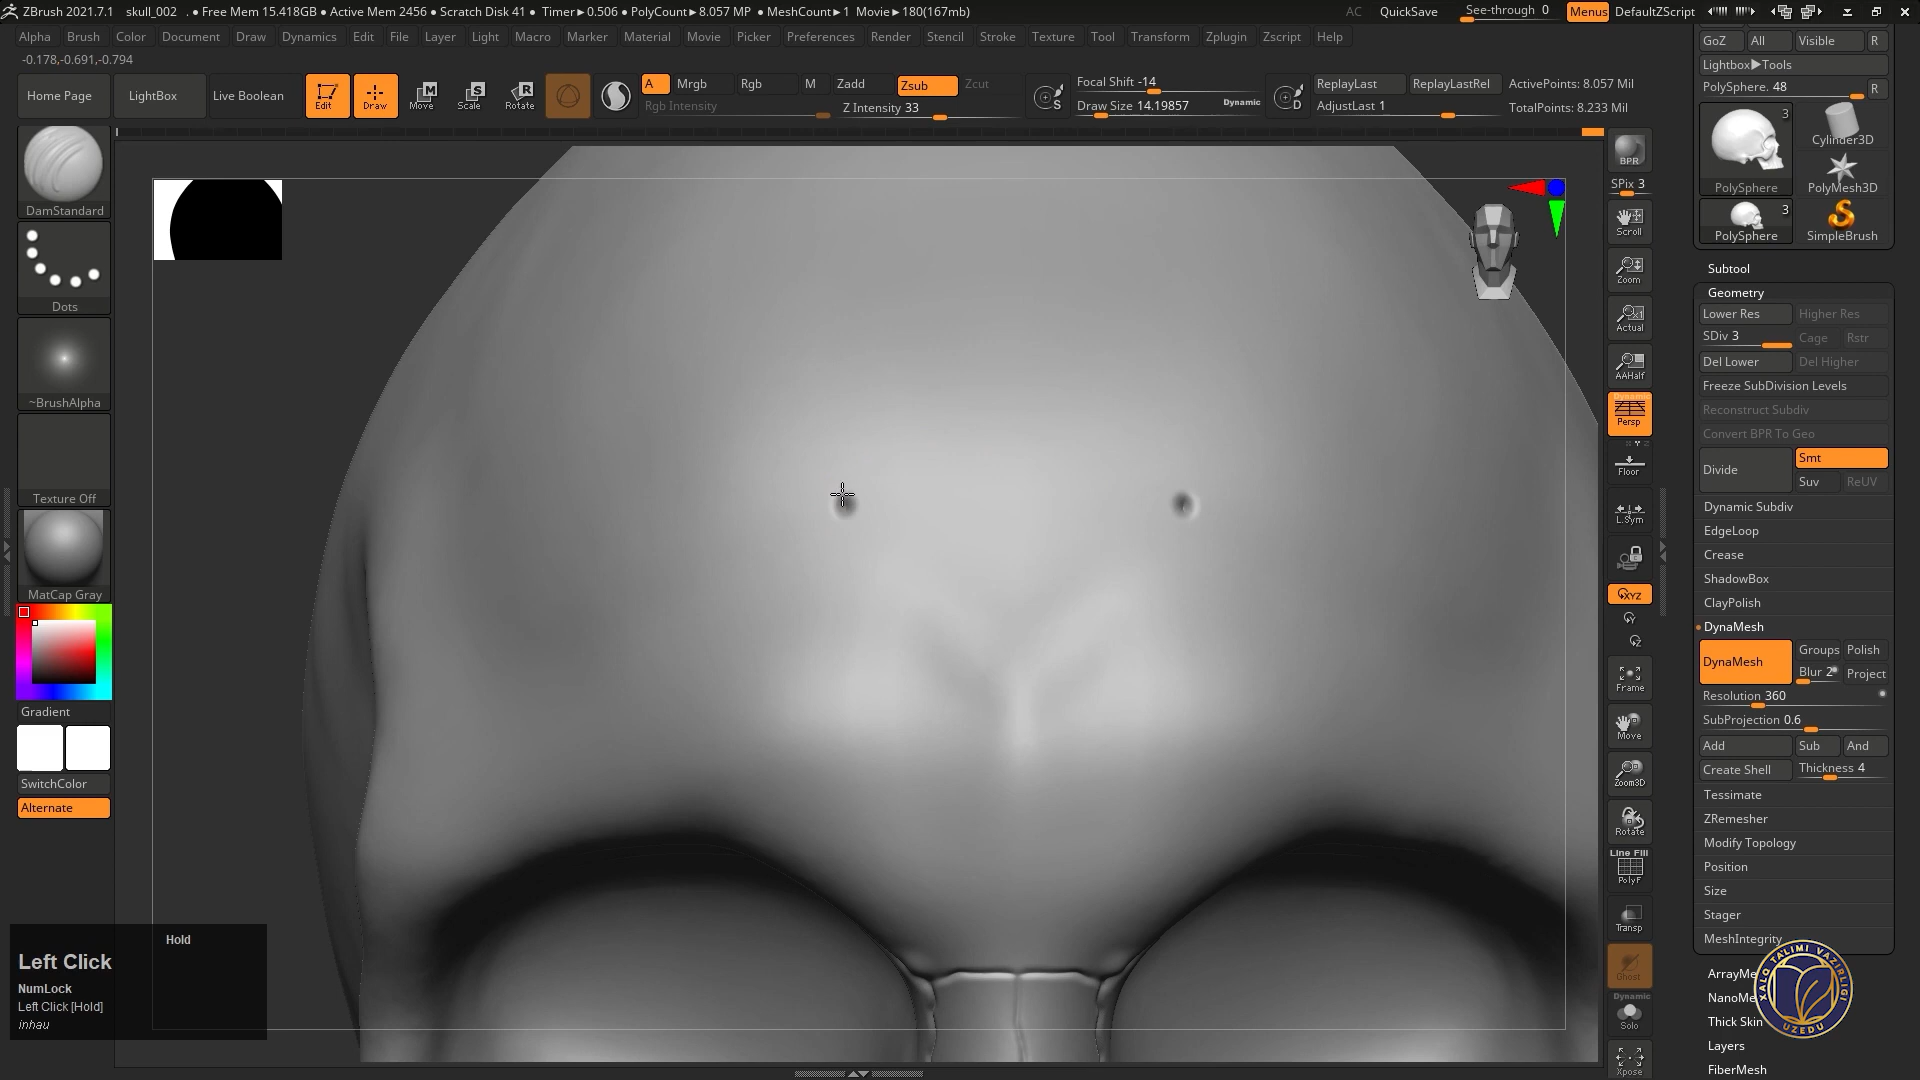 ZBrush 2021.7.1 skull_002 . ● Free Mem 15.418GB ● Active Mem 2456 ● Scratch Disk 41 ● Timer►0.506 ● PolyCount►8.057 MP ● MeshCount►1 Movie►180(167mb) AC QuickSave See-through 0 Menus DefaultZScript
Alpha Brush Color Document Draw Dynamics Edit File Layer Light Macro Marker Material Movie Picker Preferences Render Stencil Stroke Texture Tool Transform Zplugin Zscript Help
-0.178,-0.691,-0.794
Home Page LightBox Live Boolean Edit Draw Move Scale Rotate
A Mrgb Rgb M Zadd Zsub Zcut
Rgb Intensity Z Intensity 33
Focal Shift -14
Draw Size 14.19857 Dynamic
S D
ReplayLast ReplayLastRel ActivePoints: 8.057 Mil
AdjustLast 1 TotalPoints: 8.233 Mil
DamStandard
Dots
~BrushAlpha
Texture Off
MatCap Gray
Gradient
SwitchColor
Alternate
Hold
Left Click
NumLock
Left Click [Hold]
inhau
BPR
SPix 3
Scroll
Zoom
Actual
AAHalf
Dynamic
Persp
Floor
L.Sym
XYZ
Y
Z
Frame
Move
Zoom3D
Rotate
Line Fill
PolyF
Transp
Ghost
Dynamic
Solo
Xpose
GoZ All Visible R
Lightbox►Tools
PolySphere. 48 R
3
PolySphere
Cylinder3D
PolyMesh3D
3
PolySphere
SimpleBrush
Subtool
Geometry
Lower Res Higher Res
SDiv 3 Cage Rstr
Del Lower Del Higher
Freeze SubDivision Levels
Reconstruct Subdiv
Convert BPR To Geo
Divide Smt
Suv ReUV
Dynamic Subdiv
EdgeLoop
Crease
ShadowBox
ClayPolish
DynaMesh
DynaMesh Groups Polish
Blur 2 Project
Resolution 360
SubProjection 0.6
Add Sub And
Create Shell Thickness 4
Tessimate
ZRemesher
Modify Topology
Position
Size
Stager
MeshIntegrity
ArrayMe
NanoMe
Thick Skin
Layers
FiberMesh
XALQ TA'LIMI VAZIRLIGI
UZEDU